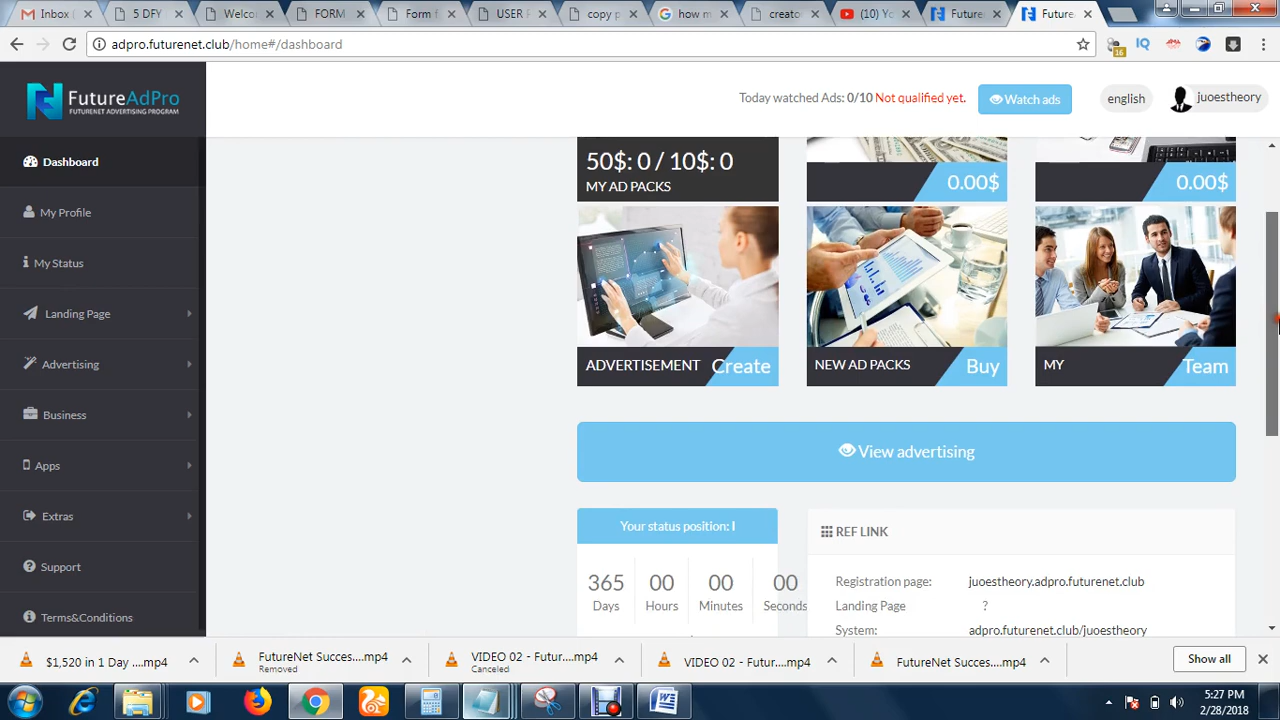 Inbox (
5 DFY
Welcom
FORM
Form f
USER F
copy p
how m
creato
(10) Yo
Future
Future
adpro.futurenet.club/home#/dashboard
16
IQ
FutureAdPro
FUTURENET ADVERTISING PROGRAM
Today watched Ads: 0/10 Not qualified yet.
Watch ads
english
juoestheory
Dashboard
My Profile
My Status
Landing Page
Advertising
Business
Apps
Extras
Support
Terms&Conditions
50$: 0 / 10$: 0
MY AD PACKS
0.00$
0.00$
ADVERTISEMENT Create
NEW AD PACKS Buy
MY Team
View advertising
Your status position: I
365 00 00 00
Days Hours Minutes Seconds
REF LINK
Registration page: juoestheory.adpro.futurenet.club
Landing Page ?
System: adpro.futurenet.club/juoestheory
$1,520 in 1 Day ....mp4
FutureNet Succes....mp4
Removed
VIDEO 02 - Futur....mp4
Canceled
VIDEO 02 - Futur....mp4
FutureNet Succes....mp4
Show all
5:27 PM
2/28/2018